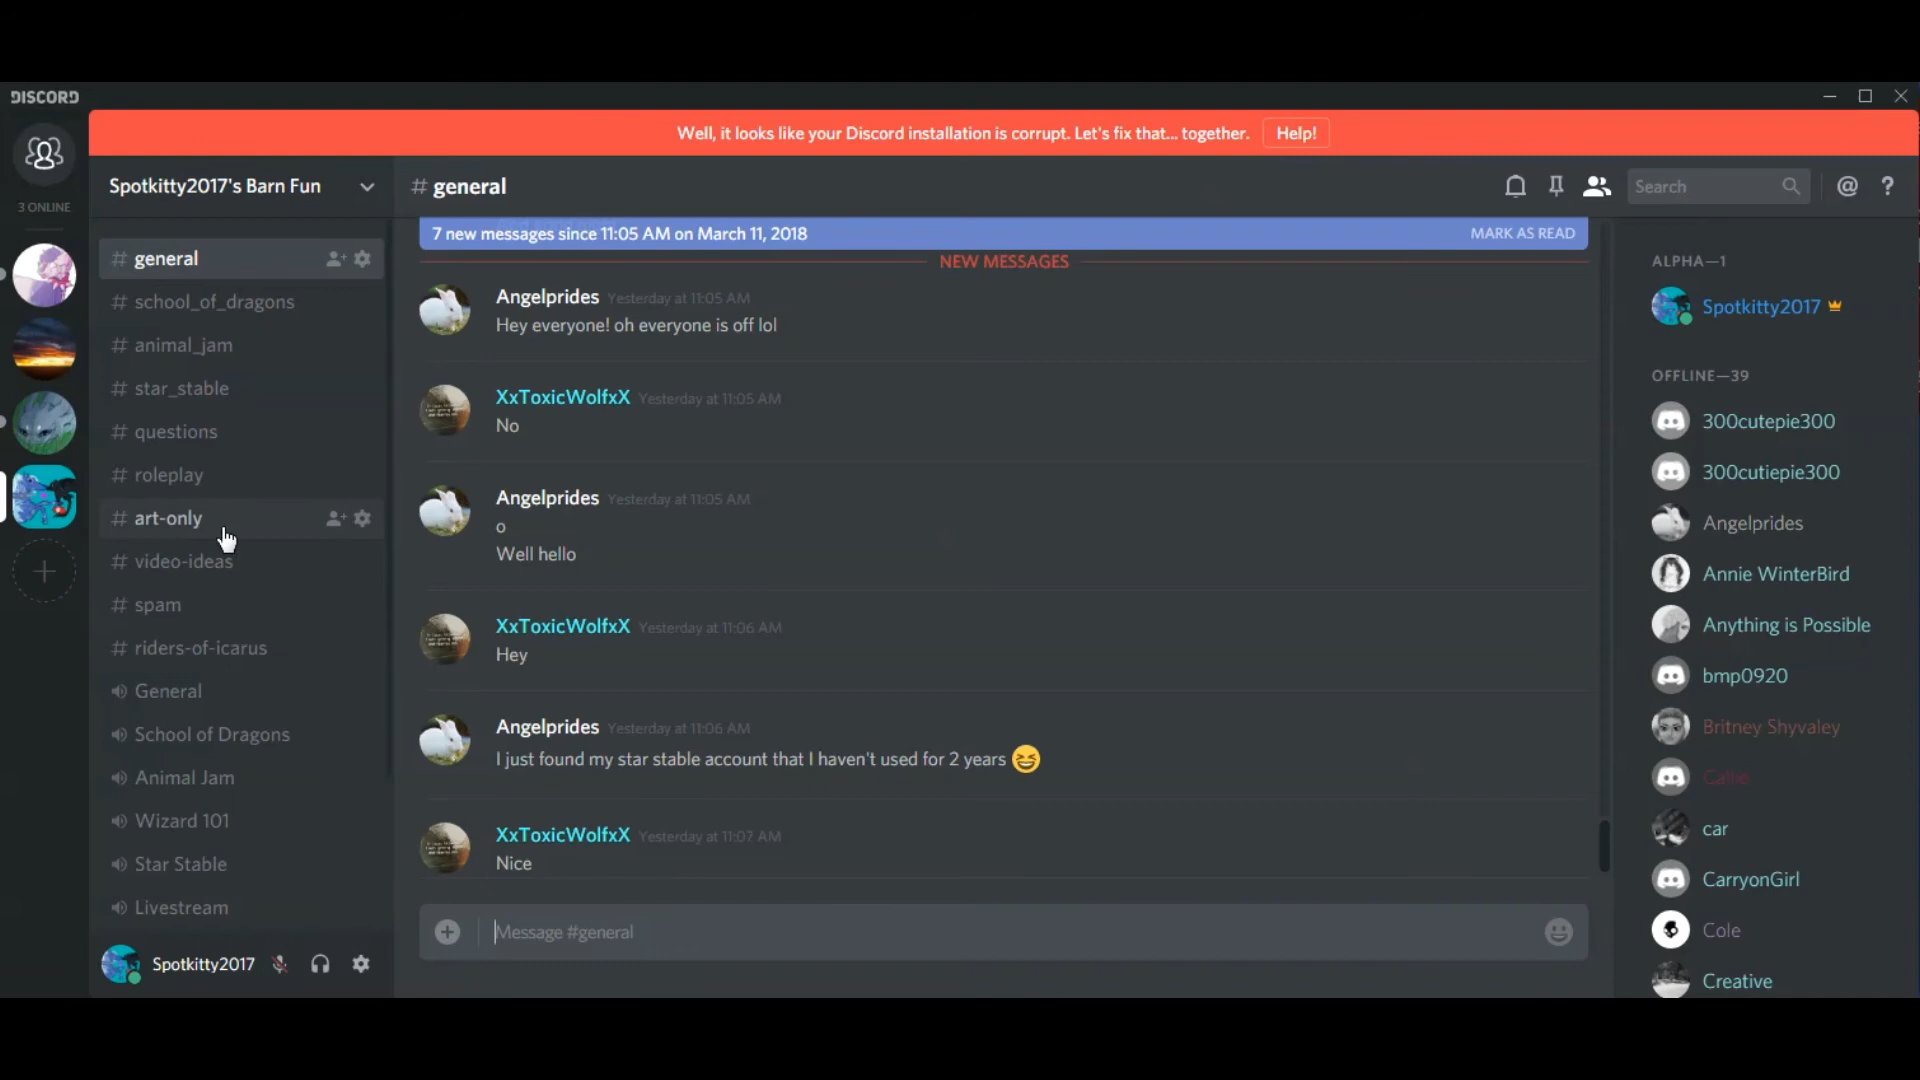 DISCORD
Well, it looks like your Discord installation is corrupt. Let's fix that... together. Help!
3 ONLINE
Spotkitty2017's Barn Fun
# general
# school_of_dragons
# animal_jam
# star_stable
# questions
# roleplay
# art-only
# video-ideas
# spam
# riders-of-icarus
General
School of Dragons
Animal Jam
Wizard 101
Star Stable
Livestream
Spotkitty2017
# general
Search
@ ?
7 new messages since 11:05 AM on March 11, 2018 MARK AS READ
NEW MESSAGES
Angelprides Yesterday at 11:05 AM
Hey everyone! oh everyone is off lol
XxToxicWolfxX Yesterday at 11:05 AM
No
Angelprides Yesterday at 11:05 AM
o
Well hello
XxToxicWolfxX Yesterday at 11:06 AM
Hey
Angelprides Yesterday at 11:06 AM
I just found my star stable account that I haven't used for 2 years 😆
XxToxicWolfxX Yesterday at 11:07 AM
Nice
Message #general
ALPHA—1
Spotkitty2017
OFFLINE—39
300cutepie300
300cutiepie300
Angelprides
Annie WinterBird
Anything is Possible
bmp0920
Britney Shyvaley
Callie
car
CarryonGirl
Cole
Creative